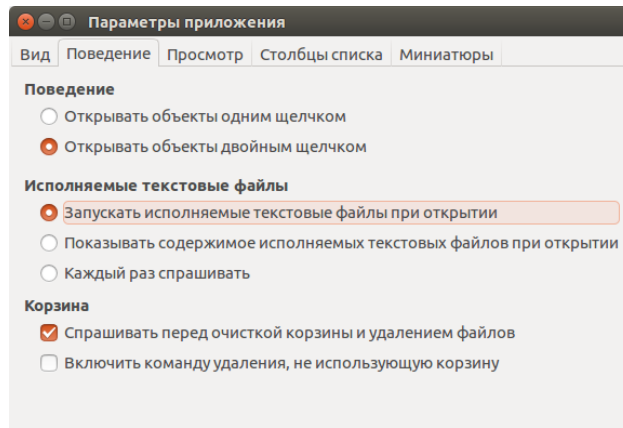 Параметры приложения
Вид Поведение Просмотр Столбцы списка Миниатюры
Поведение
Открывать объекты одним щелчком
Открывать объекты двойным щелчком
Исполняемые текстовые файлы
Запускать исполняемые текстовые файлы при открытии
Показывать содержимое исполняемых текстовых файлов при открытии
Каждый раз спрашивать
Корзина
Спрашивать перед очисткой корзины и удалением файлов
Включить команду удаления, не использующую корзину